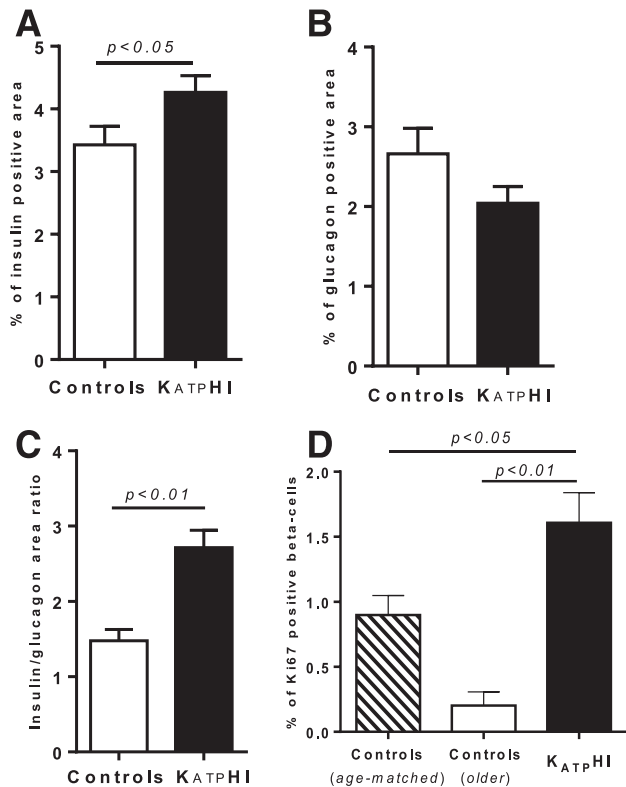 A
B
p<0.05
% of insulin positive area
5
4
3
2
1
0
Controls KATPHI
% of glucagon positive area
4
3
2
1
0
Controls KATPHI
C
D
p<0.01
Insulin/glucagon area ratio
4
3
2
1
0
Controls KATPHI
p<0.05
p<0.01
% of Ki67 positive beta-cells
2.0
1.5
1.0
0.5
0.0
Controls
(age-matched)
Controls
(older)
KATPHI